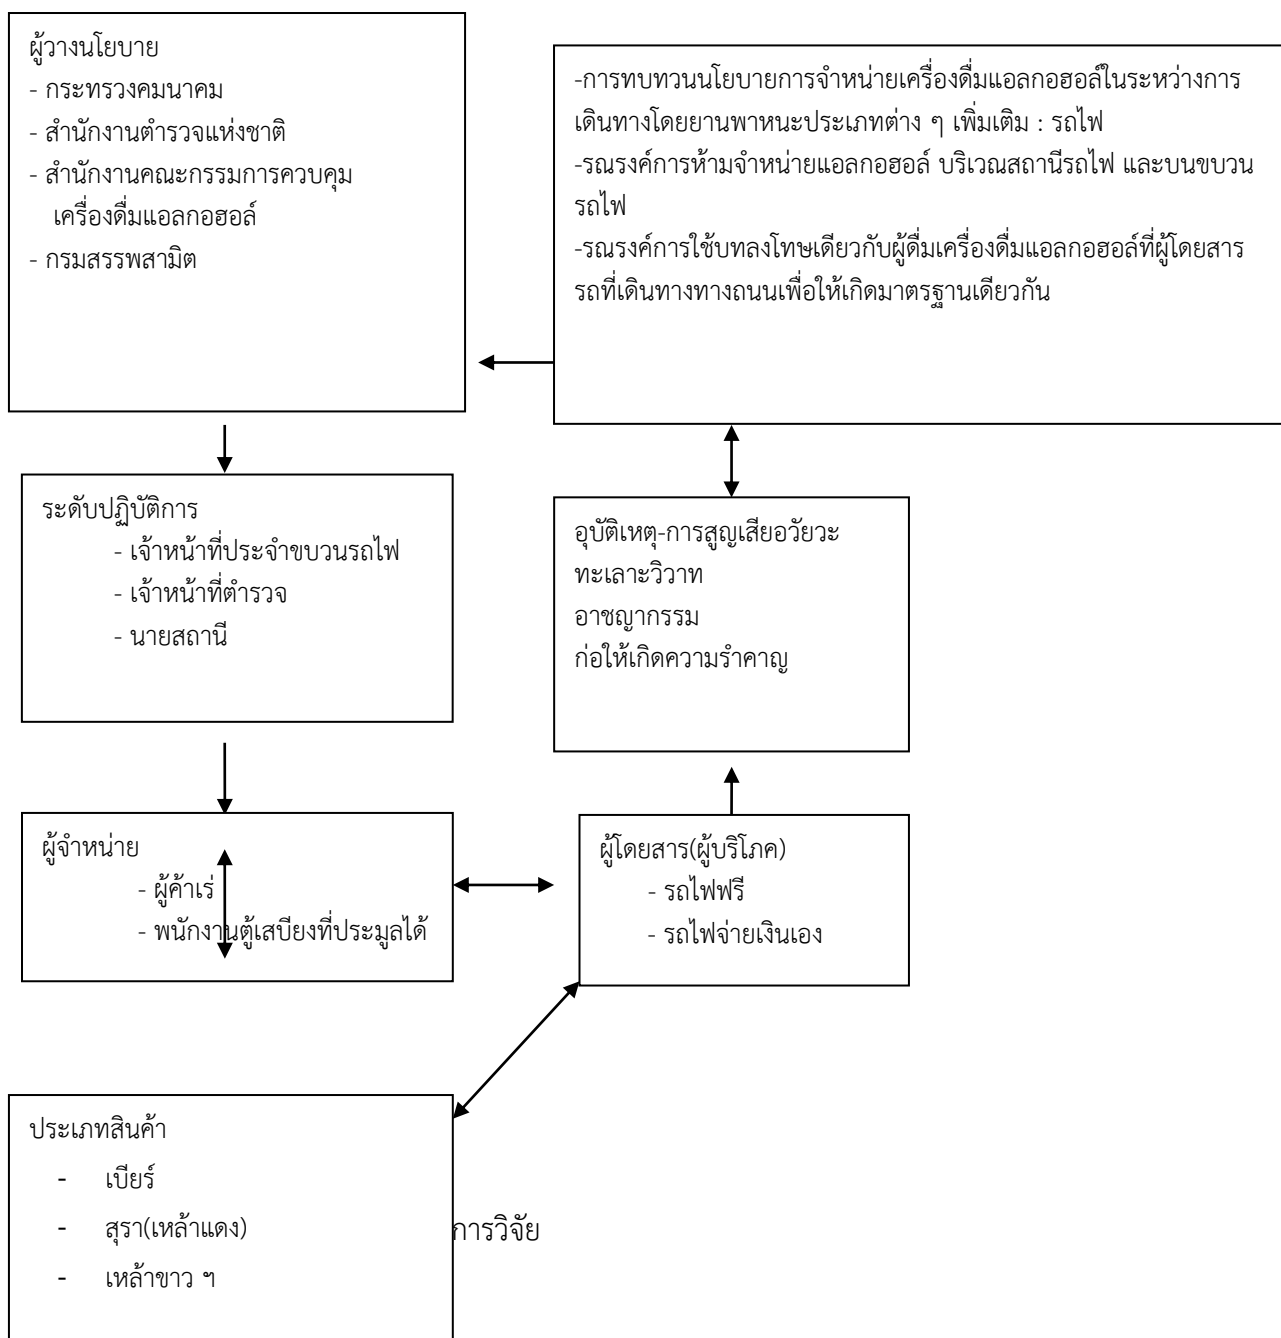 ผู้วางนโยบาย
- กระทรวงคมนาคม
- สำนักงานตำรวจแห่งชาติ
- สำนักงานคณะกรรมการควบคุม
เครื่องดื่มแอลกอฮอล์
- กรมสรรพสามิต
-การทบทวนนโยบายการจำหน่ายเครื่องดื่มแอลกอฮอล์ในระหว่างการ
เดินทางโดยยานพาหนะประเภทต่าง ๆ เพิ่มเติม : รถไฟ
-รณรงค์การห้ามจำหน่ายแอลกอฮอล์ บริเวณสถานีรถไฟ และบนขบวน
รถไฟ
-รณรงค์การใช้บทลงโทษเดียวกับผู้ดื่มเครื่องดื่มแอลกอฮอล์ที่ผู้โดยสาร
รถที่เดินทางทางถนนเพื่อให้เกิดมาตรฐานเดียวกัน
ระดับปฏิบัติการ
- เจ้าหน้าที่ประจำขบวนรถไฟ
- เจ้าหน้าที่ตำรวจ
- นายสถานี
อุบัติเหตุ-การสูญเสียอวัยวะ
ทะเลาะวิวาท
อาชญากรรม
ก่อให้เกิดความรำคาญ
ผู้จำหน่าย
- ผู้ค้าเร่
- พนักงานตู้เสบียงที่ประมูลได้
ผู้โดยสาร(ผู้บริโภค)
- รถไฟฟรี
- รถไฟจ่ายเงินเอง
ประเภทสินค้า
- เบียร์
- สุรา(เหล้าแดง)
- เหล้าขาว ฯ
การวิจัย